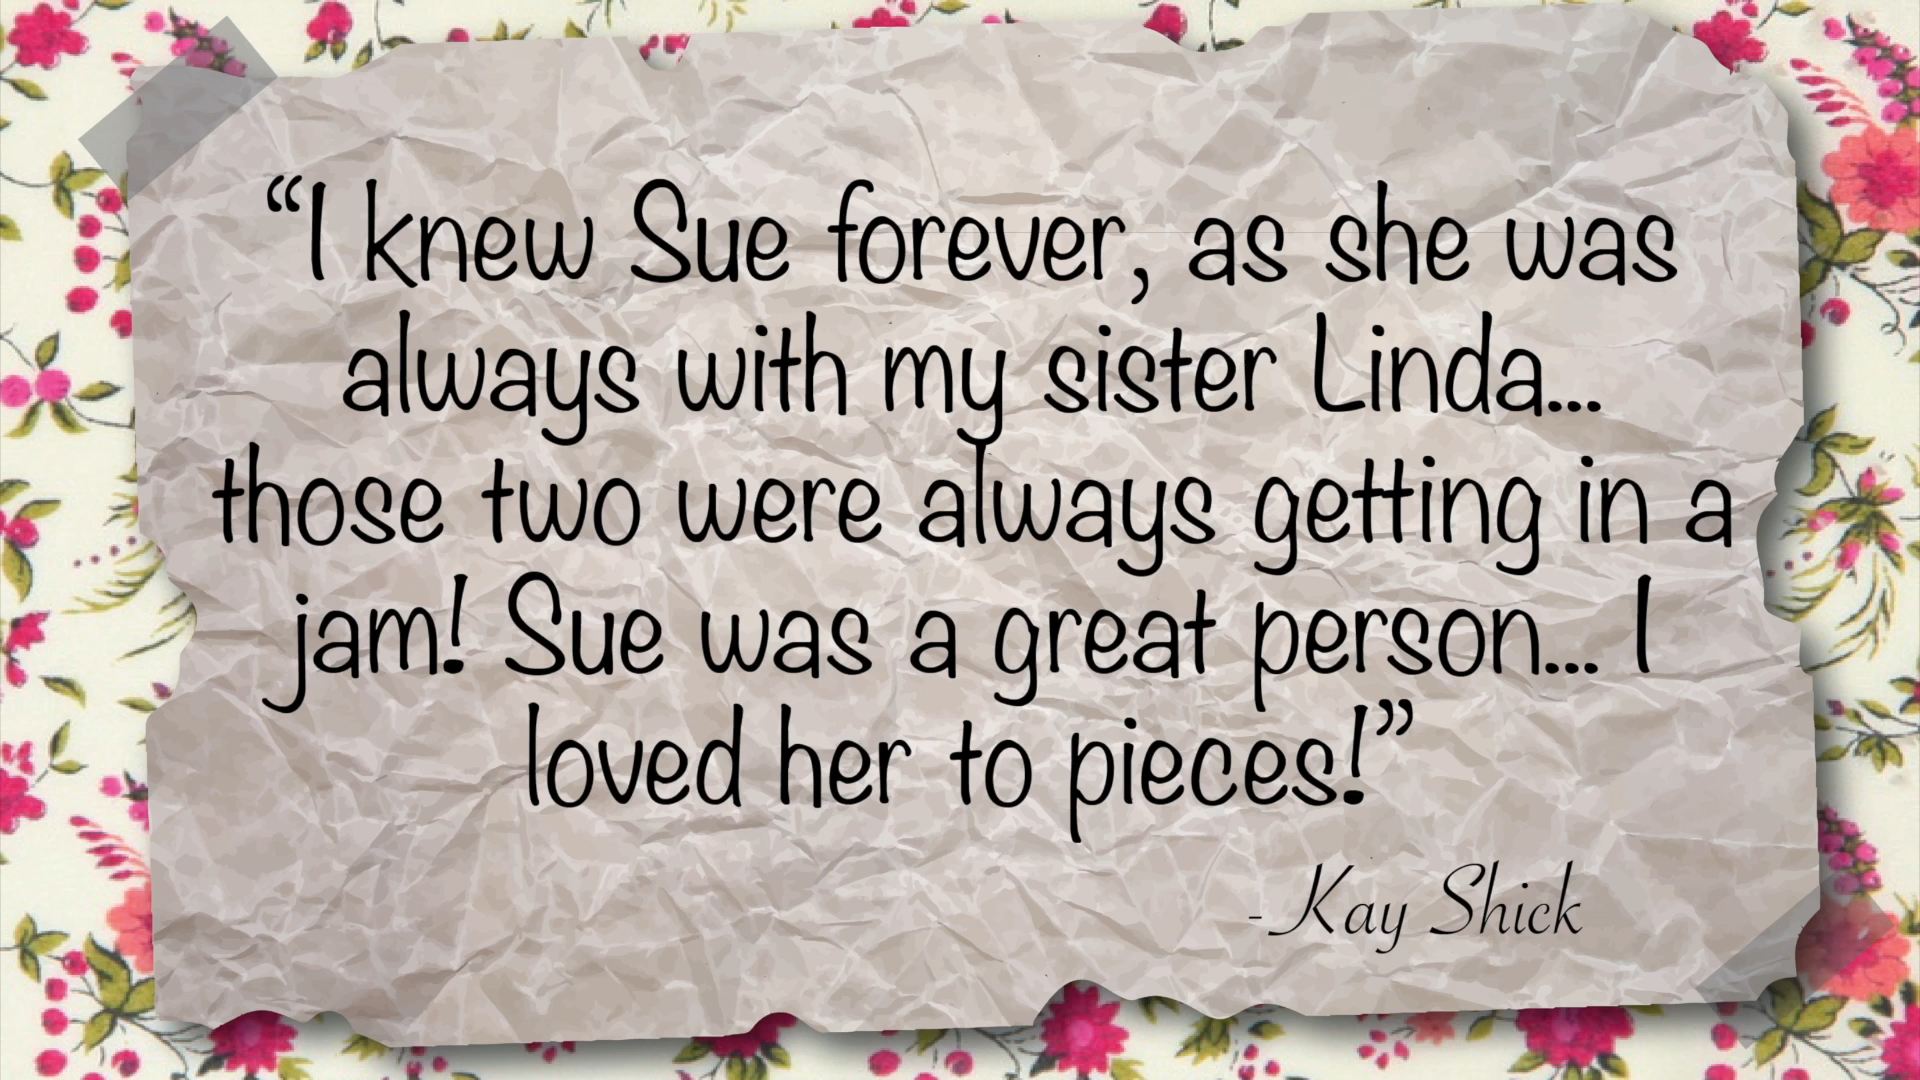 “I knew Sue forever, as she was
always with my sister Linda...
those two were always getting in a
jam! Sue was a great person... I
loved her to pieces!”
- Kay Shick